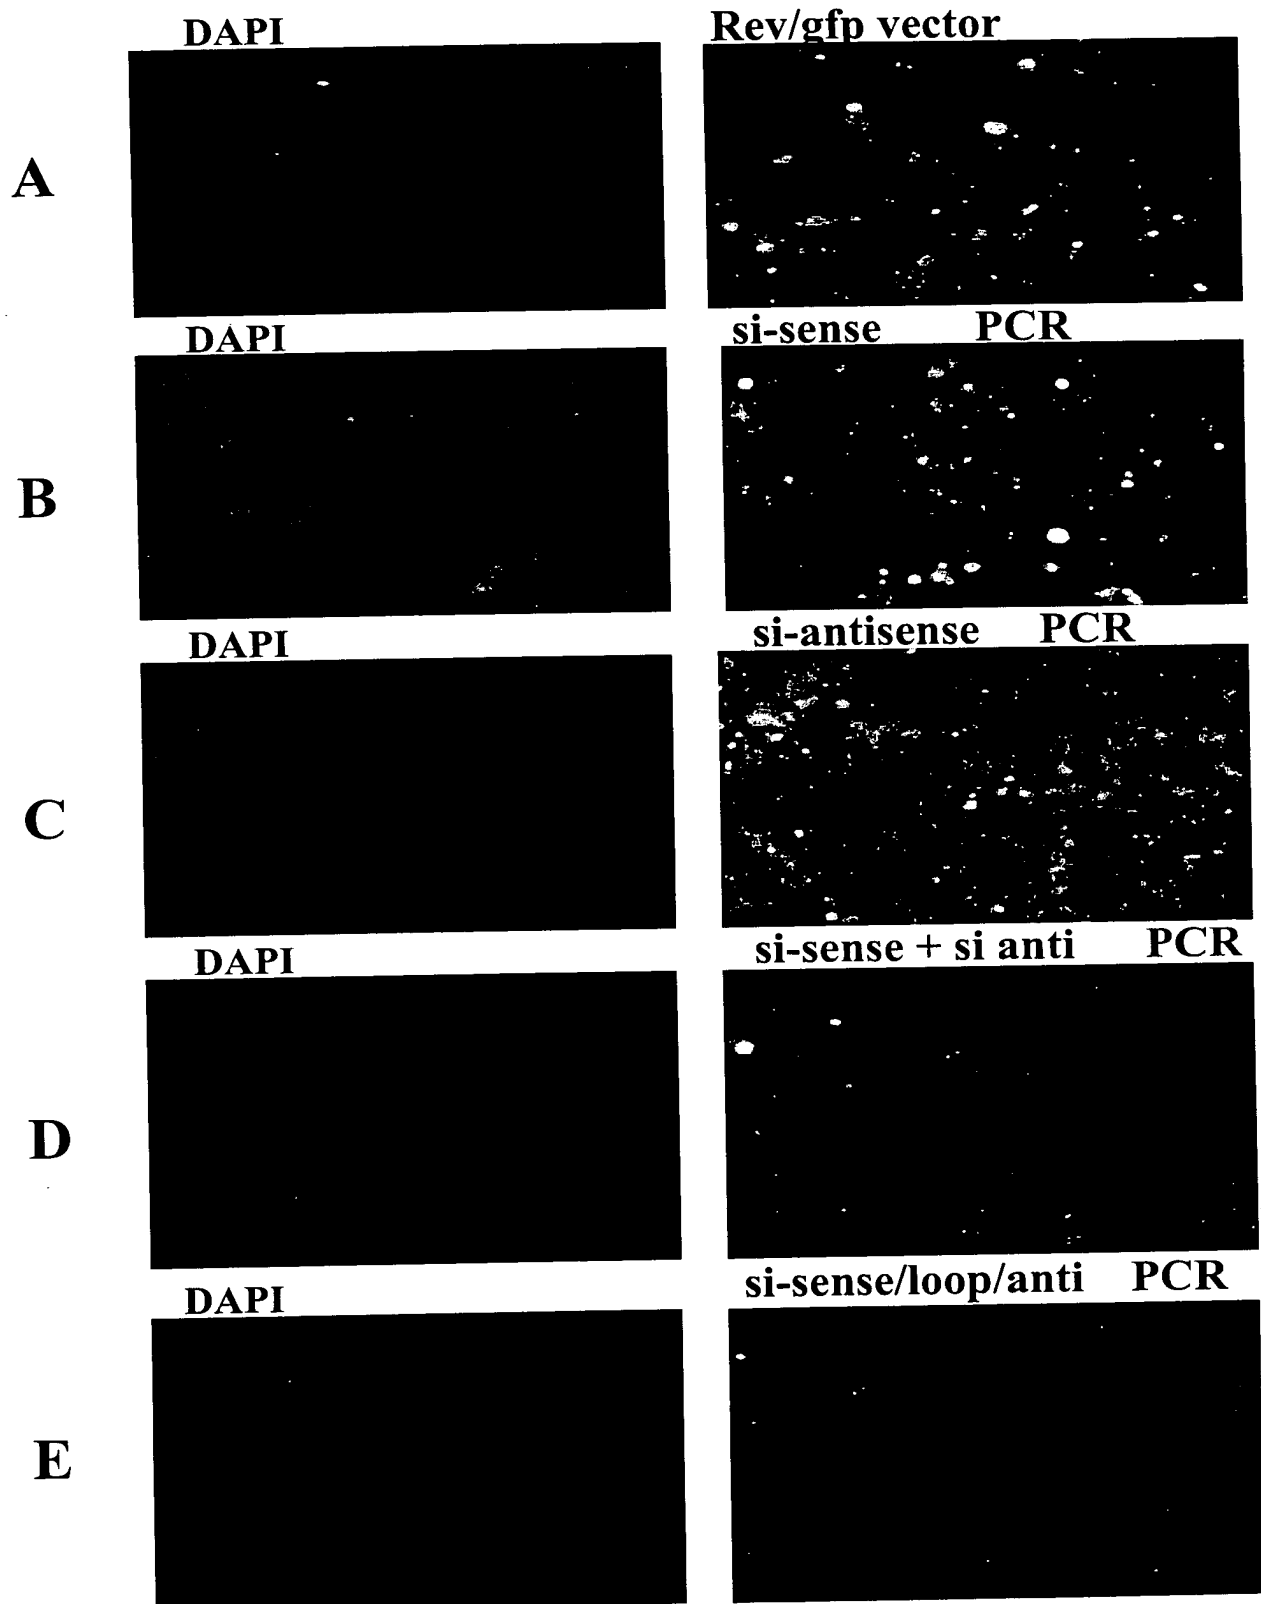 DAPI Rev/gfp vector
A
DAPI si-sense PCR
B
DAPI si-antisense PCR
C
DAPI si-sense + si anti PCR
D
DAPI si-sense/loop/anti PCR
E